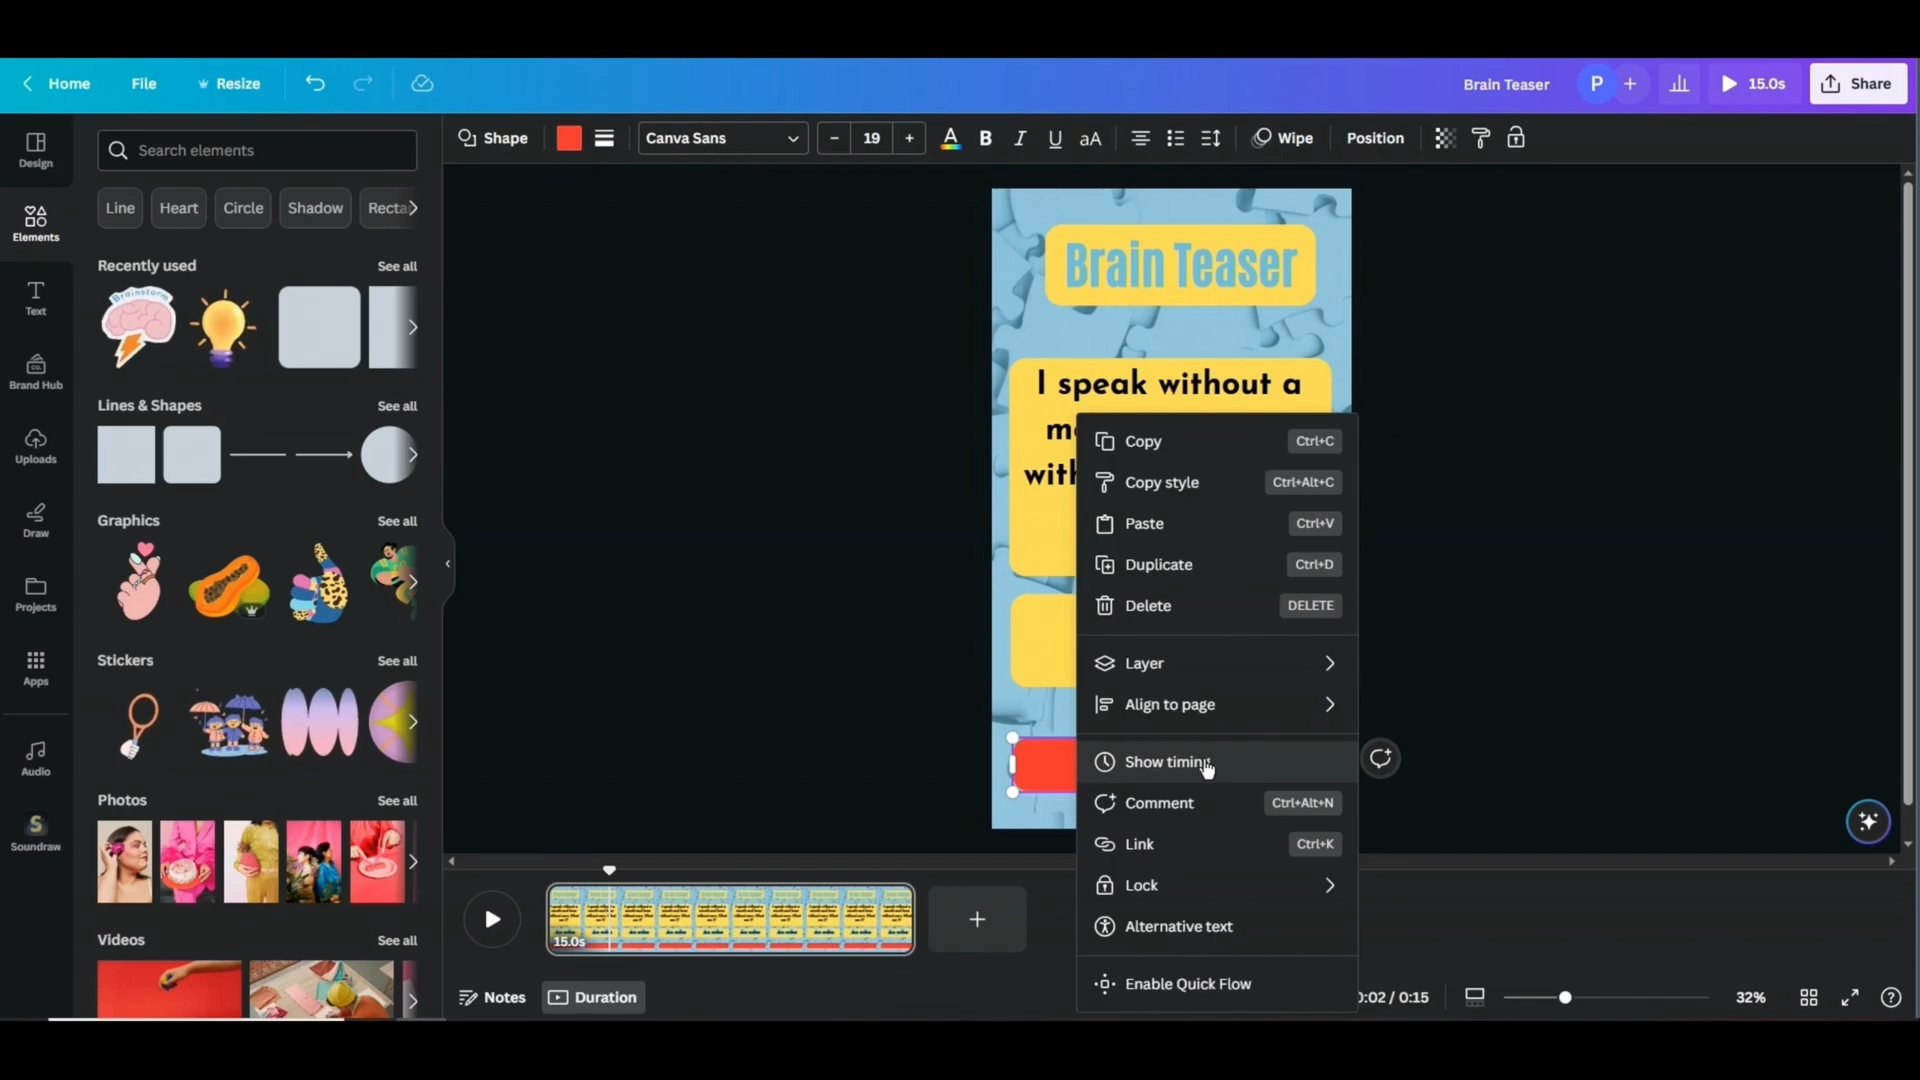 Home File Resize Brain Teaser P 15.0s Share
Design
Elements
Text
Brand Hub
Uploads
Draw
Projects
Apps
Audio
S
Soundraw
Search elements
Line Heart Circle Shadow
Recently used See all
Brainstorm
Lines & Shapes See all
Graphics See all
Stickers See all
Photos See all
Videos See all
Shape Canva Sans - 19 + A B I U aA Wipe Position
Brain Teaser
I speak without a
Copy Ctrl+C
Copy style Ctrl+Alt+C
Paste Ctrl+V
Duplicate Ctrl+D
Delete DELETE
Layer
Align to page
Show timing
Comment Ctrl+Alt+N
Link Ctrl+K
Lock
Alternative text
Enable Quick Flow
15.0s
Notes Duration
0:02 / 0:15 32%